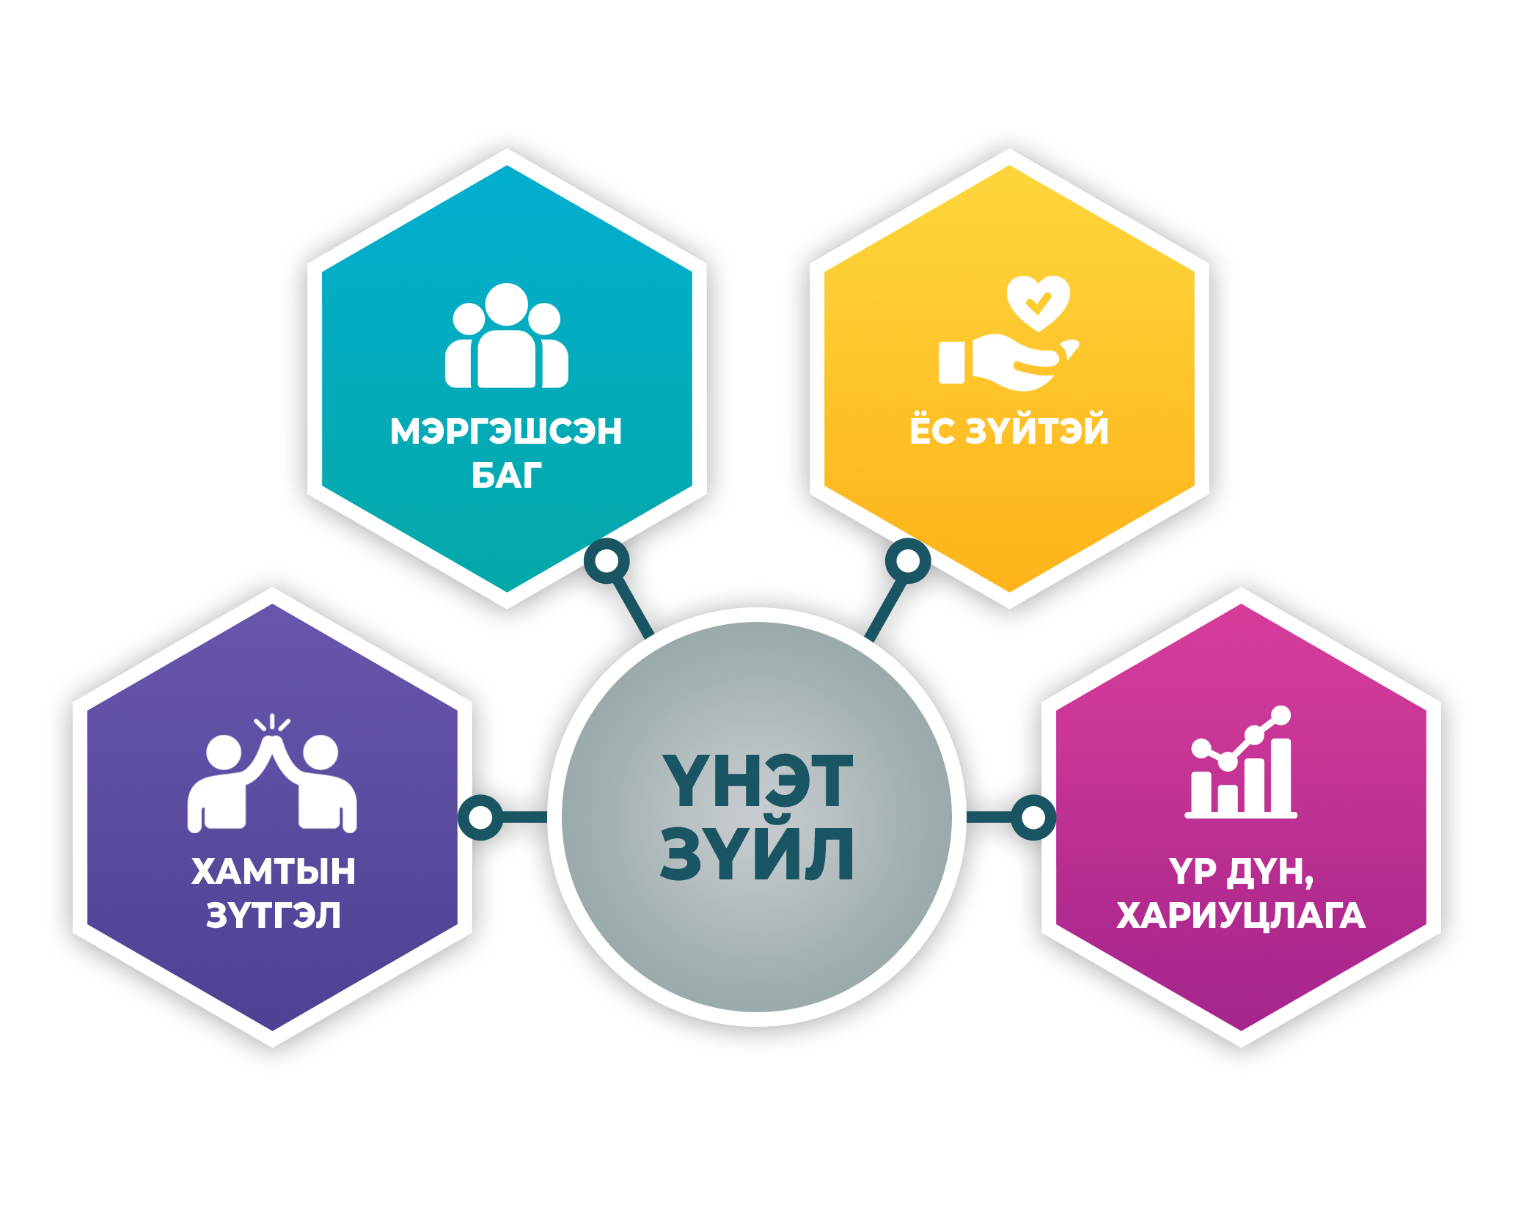 МЭРГЭШСЭН
БАГ
ЁС ЗҮЙТЭЙ
ХАМТЫН
ЗҮТГЭЛ
ҮНЭТ
ЗҮЙЛ
ҮР ДҮН,
ХАРИУЦЛАГА